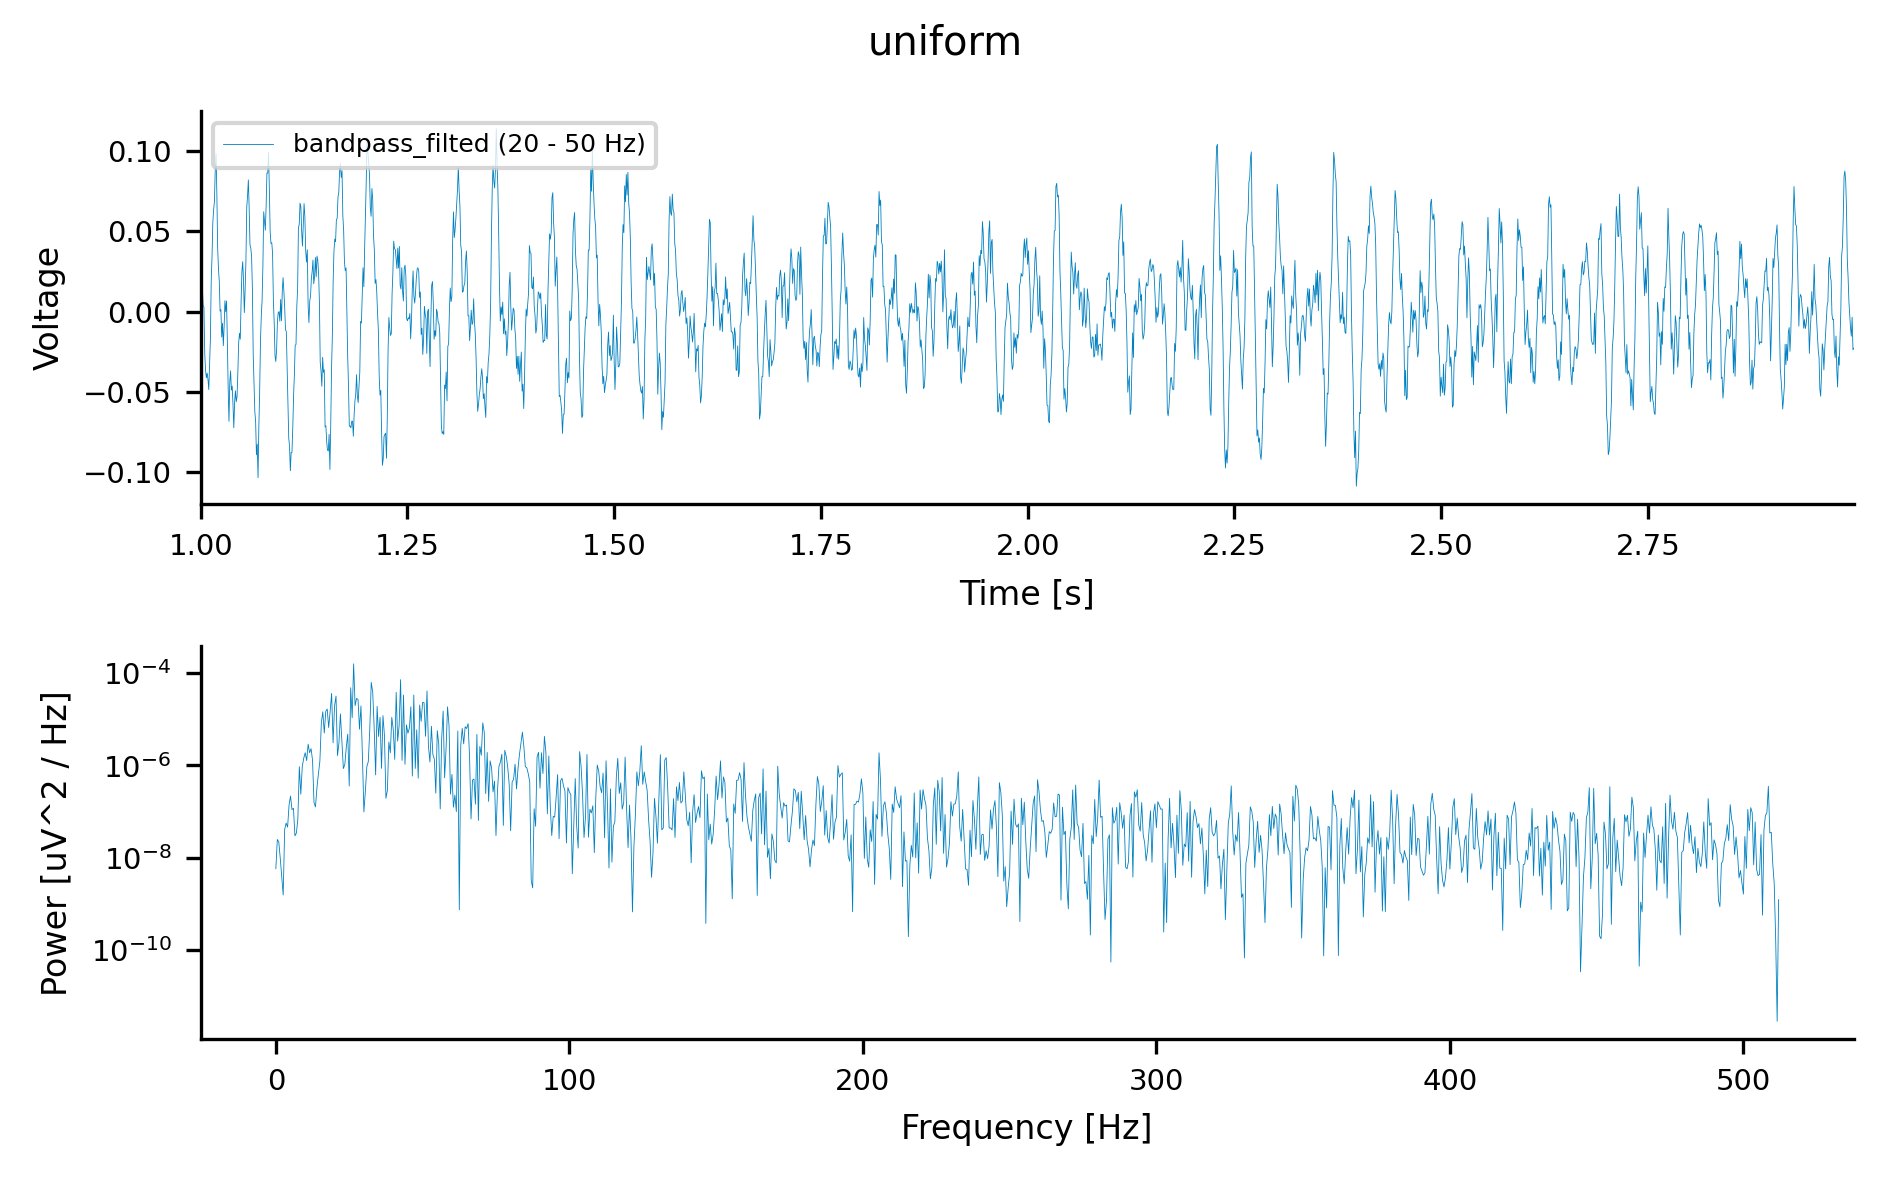 uniform
bandpass_filted (20 - 50 Hz)
0.10
0.05
0.00
−0.05
−0.10
Voltage
1.00 1.25 1.50 1.75 2.00 2.25 2.50 2.75
Time [s]
10⁻⁴
10⁻⁶
10⁻⁸
10⁻¹⁰
Power [uV^2 / Hz]
0 100 200 300 400 500
Frequency [Hz]